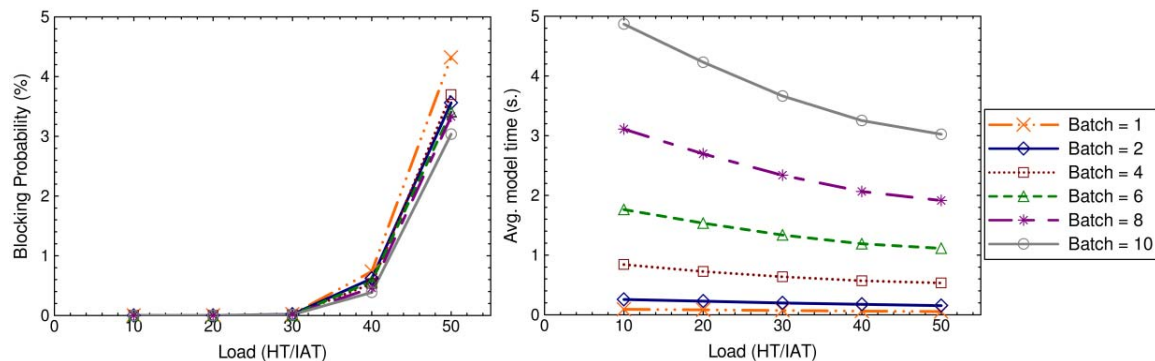 Blocking Probability (%)
5
4
3
2
1
0
0 10 20 30 40 50
Load (HT/IAT)
Avg. model time (s.)
5
4
3
2
1
0
0 10 20 30 40 50
Load (HT/IAT)
Batch = 1
Batch = 2
Batch = 4
Batch = 6
Batch = 8
Batch = 10